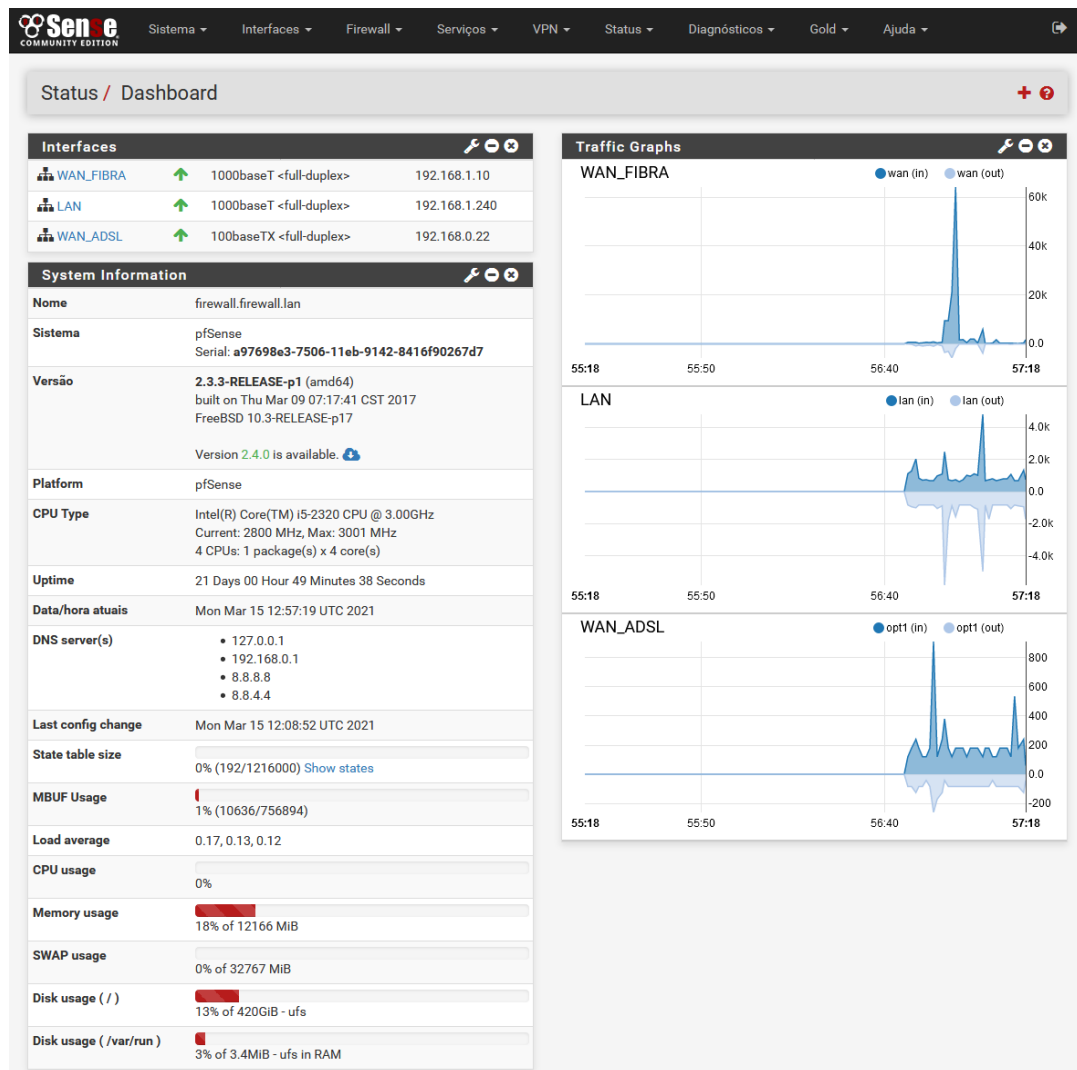 Sense
COMMUNITY EDITION
Sistema Interfaces Firewall Serviços VPN Status Diagnósticos Gold Ajuda
Status / Dashboard
Interfaces
WAN_FIBRA 1000baseT <full-duplex> 192.168.1.10
LAN 1000baseT <full-duplex> 192.168.1.240
WAN_ADSL 100baseTX <full-duplex> 192.168.0.22
System Information
Nome firewall.firewall.lan
Sistema pfSense
Serial: a97698e3-7506-11eb-9142-8416f90267d7
Versão 2.3.3-RELEASE-p1 (amd64)
built on Thu Mar 09 07:17:41 CST 2017
FreeBSD 10.3-RELEASE-p17
Version 2.4.0 is available.
Platform pfSense
CPU Type Intel(R) Core(TM) i5-2320 CPU @ 3.00GHz
Current: 2800 MHz, Max: 3001 MHz
4 CPUs: 1 package(s) x 4 core(s)
Uptime 21 Days 00 Hour 49 Minutes 38 Seconds
Data/hora atuais Mon Mar 15 12:57:19 UTC 2021
DNS server(s) • 127.0.0.1
• 192.168.0.1
• 8.8.8.8
• 8.8.4.4
Last config change Mon Mar 15 12:08:52 UTC 2021
State table size
0% (192/1216000) Show states
MBUF Usage
1% (10636/756894)
Load average 0.17, 0.13, 0.12
CPU usage
0%
Memory usage
18% of 12166 MiB
SWAP usage
0% of 32767 MiB
Disk usage ( / )
13% of 420GiB - ufs
Disk usage ( /var/run )
3% of 3.4MiB - ufs in RAM
Traffic Graphs
WAN_FIBRA wan (in) wan (out)
60k
40k
20k
0.0
55:18 55:50 56:40 57:18
LAN lan (in) lan (out)
4.0k
2.0k
0.0
-2.0k
-4.0k
55:18 55:50 56:40 57:18
WAN_ADSL opt1 (in) opt1 (out)
800
600
400
200
0.0
-200
55:18 55:50 56:40 57:18